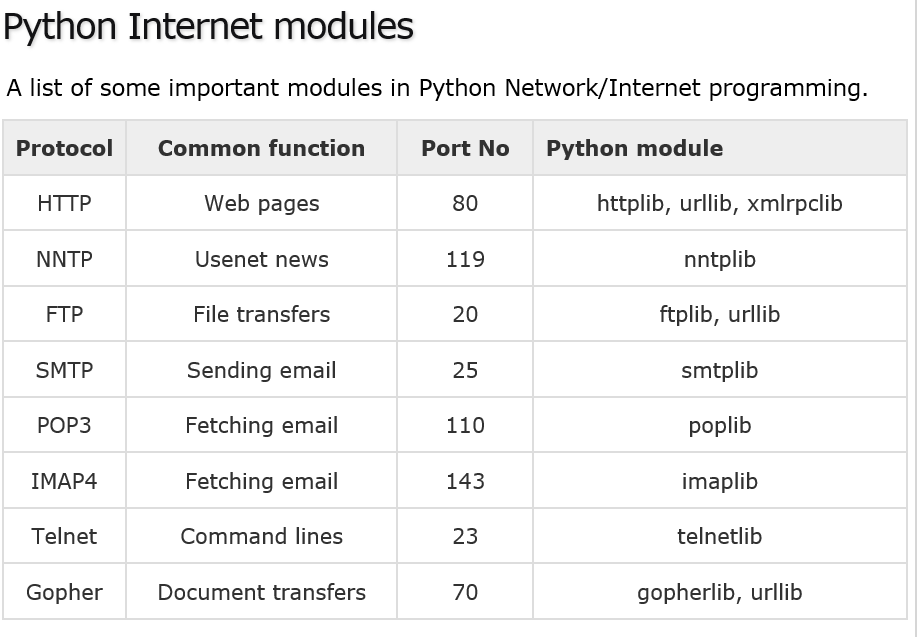 Python Internet modules
A list of some important modules in Python Network/Internet programming.
Protocol Common function Port No Python module
HTTP Web pages 80 httplib, urllib, xmlrpclib
NNTP Usenet news 119 nntplib
FTP File transfers 20 ftplib, urllib
SMTP Sending email 25 smtplib
POP3 Fetching email 110 poplib
IMAP4 Fetching email 143 imaplib
Telnet Command lines 23 telnetlib
Gopher Document transfers 70 gopherlib, urllib